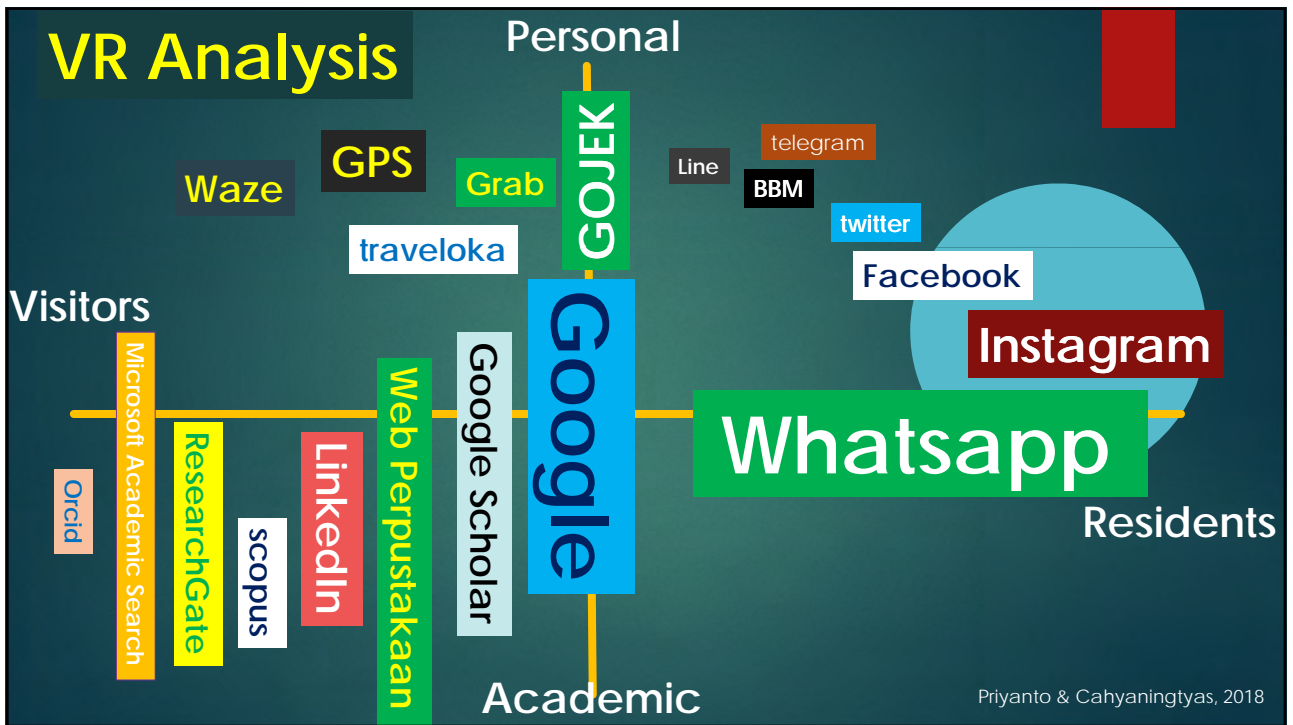 VR Analysis
Personal
GOJEK
telegram
Line
BBM
GPS
Grab
Waze
twitter
traveloka
Facebook
Visitors
Google
Instagram
Microsoft Academic Search
Google Scholar
Web Perpustakaan
Whatsapp
ResearchGate
LinkedIn
Orcid
scopus
Residents
Academic
Priyanto & Cahyaningtyas, 2018